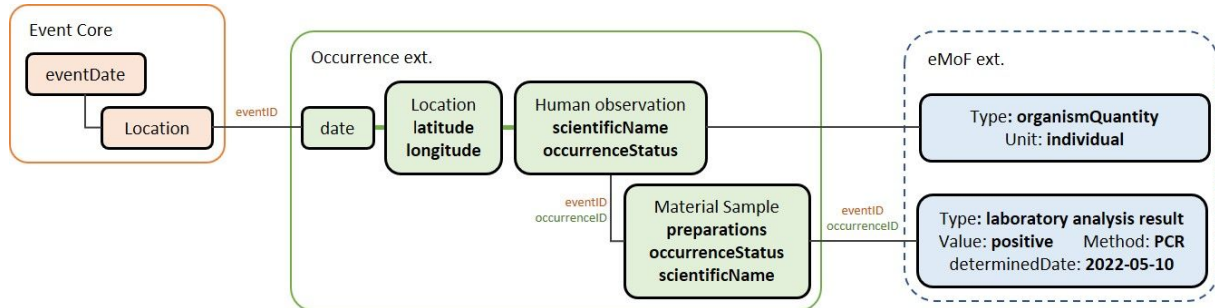 Event Core
eventDate
Location
eventID
Occurrence ext.
date
Location
latitude
longitude
Human observation
scientificName
occurrenceStatus
eventID
occurrenceID
Material Sample
preparations
occurrenceStatus
scientificName
eventID
occurrenceID
eMoF ext.
Type: organismQuantity
Unit: individual
Type: laboratory analysis result
Value: positive Method: PCR
determinedDate: 2022-05-10